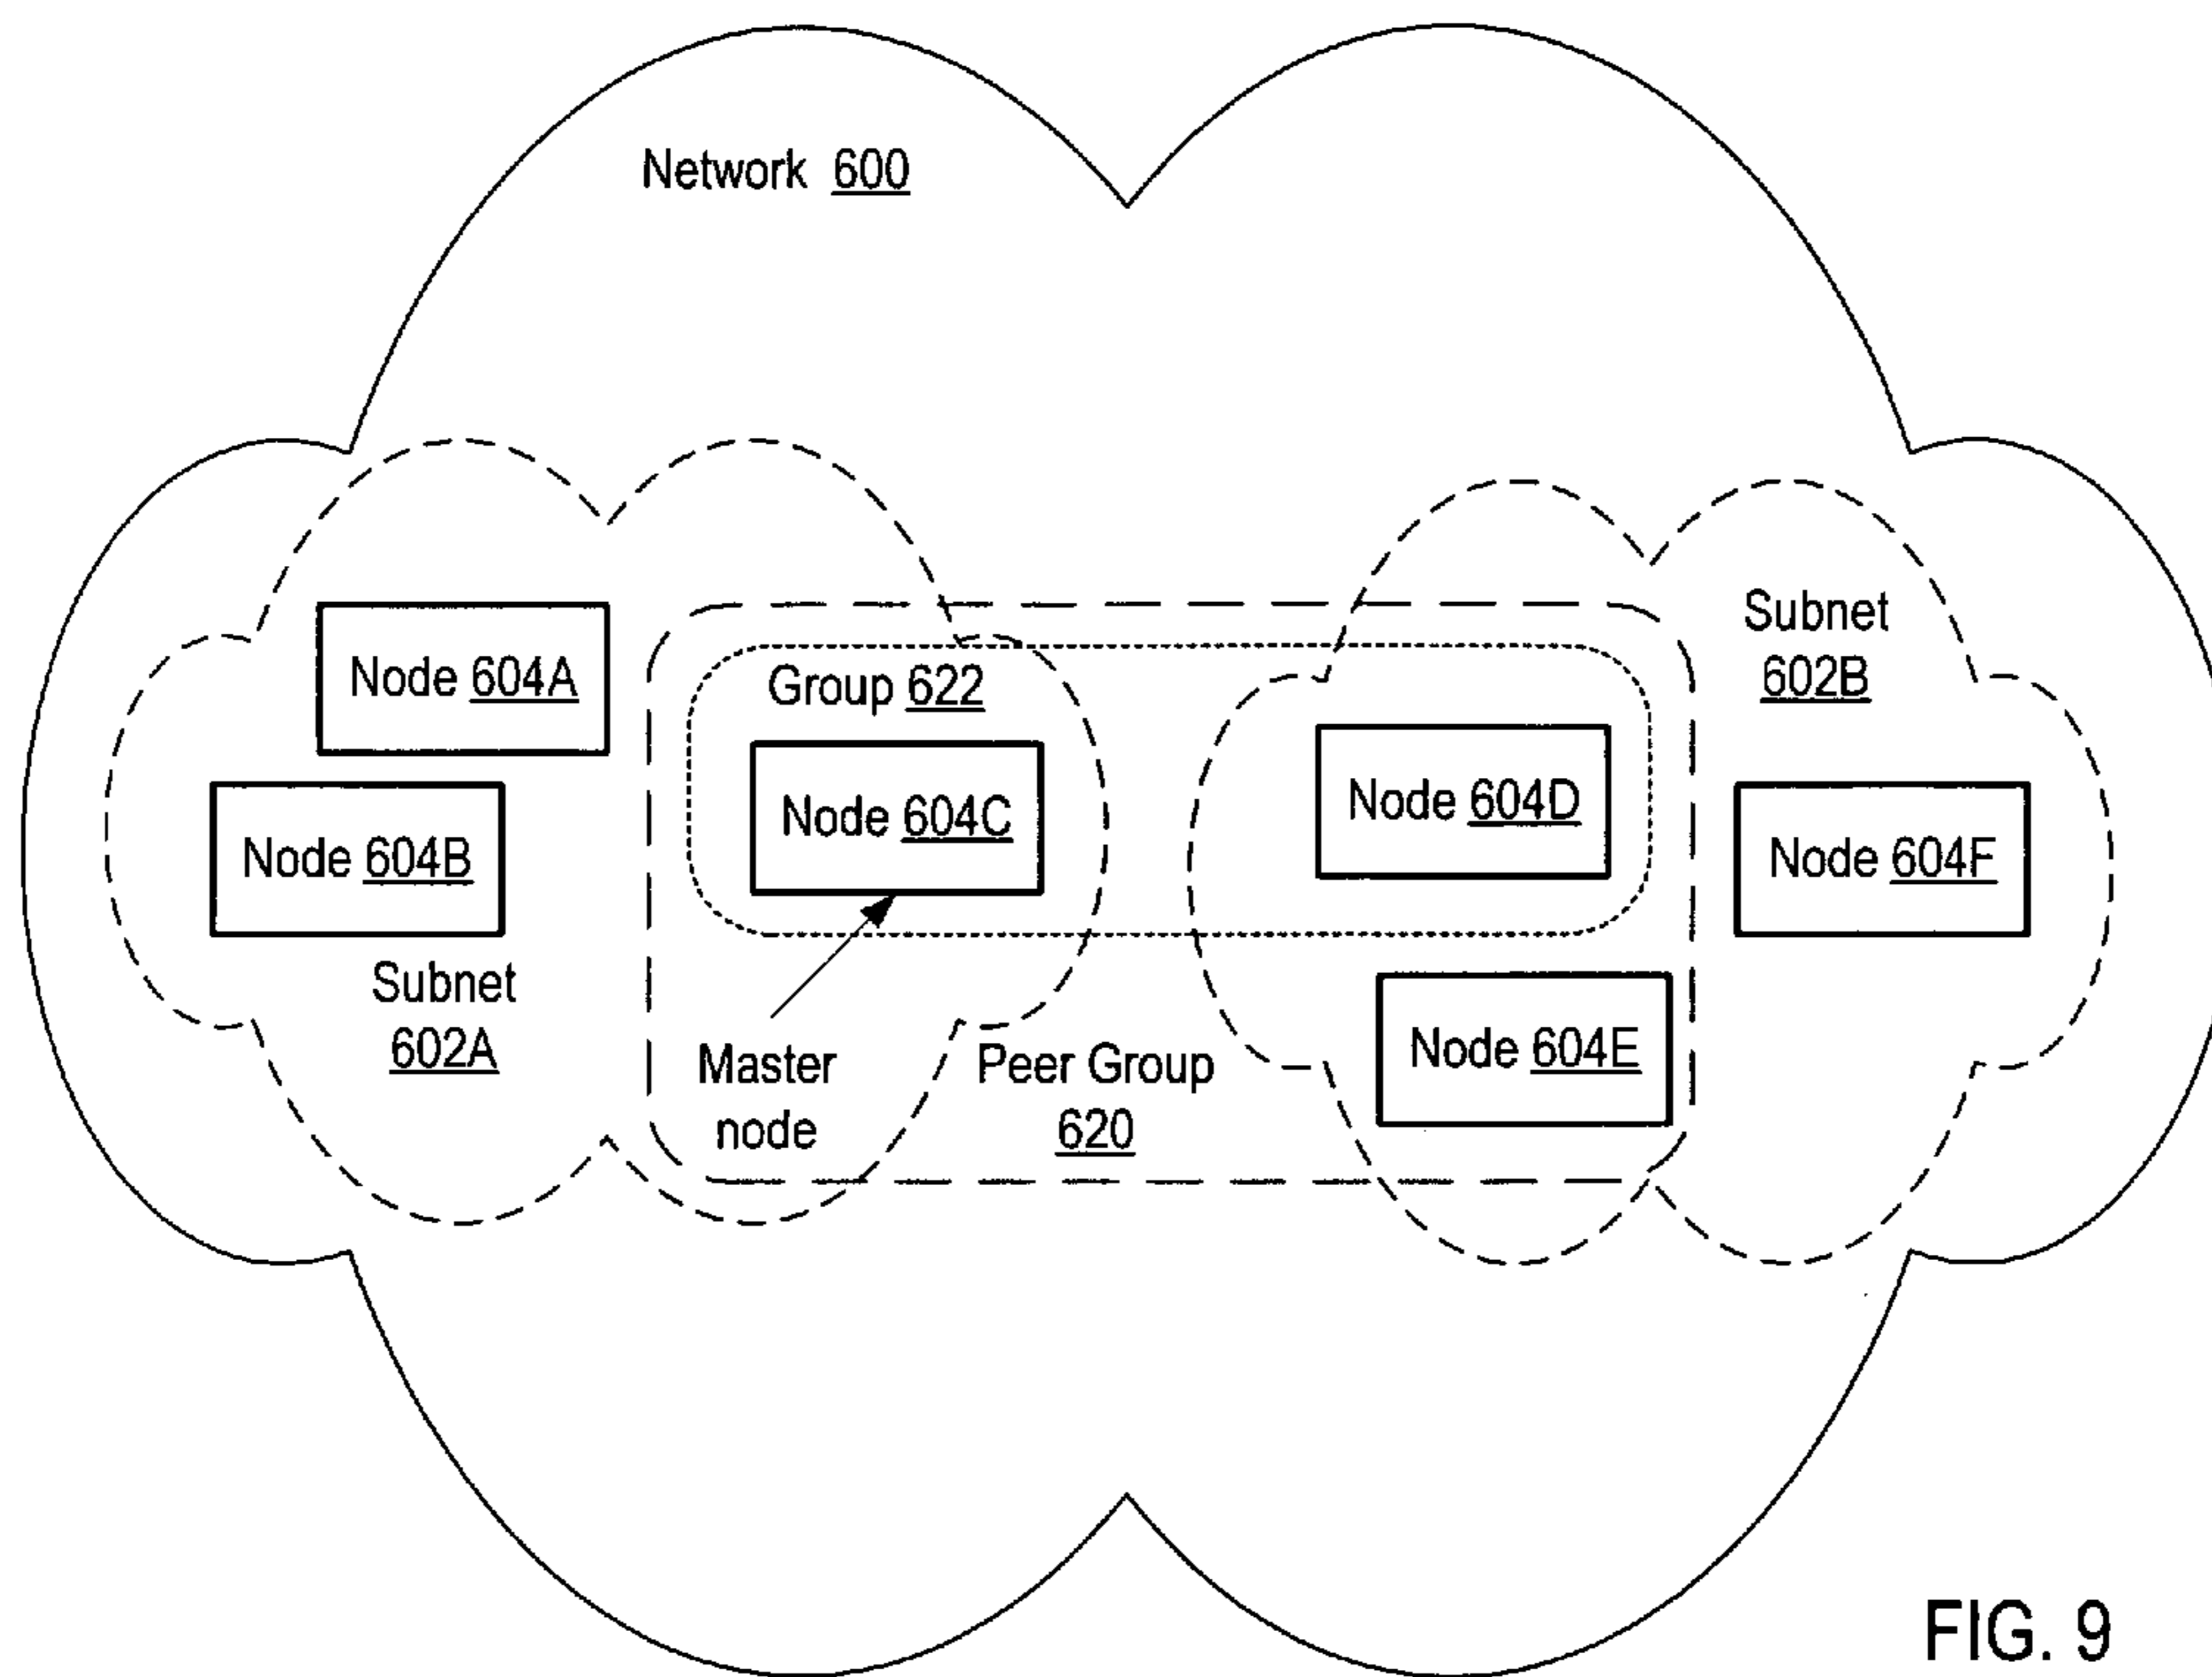 Network 600
Node 604A
Subnet
602B
Group 622
Node 604C
Node 604D
Node 604B
Node 604F
Subnet
602A
Master
node
Peer Group
620
Node 604E
FIG. 9